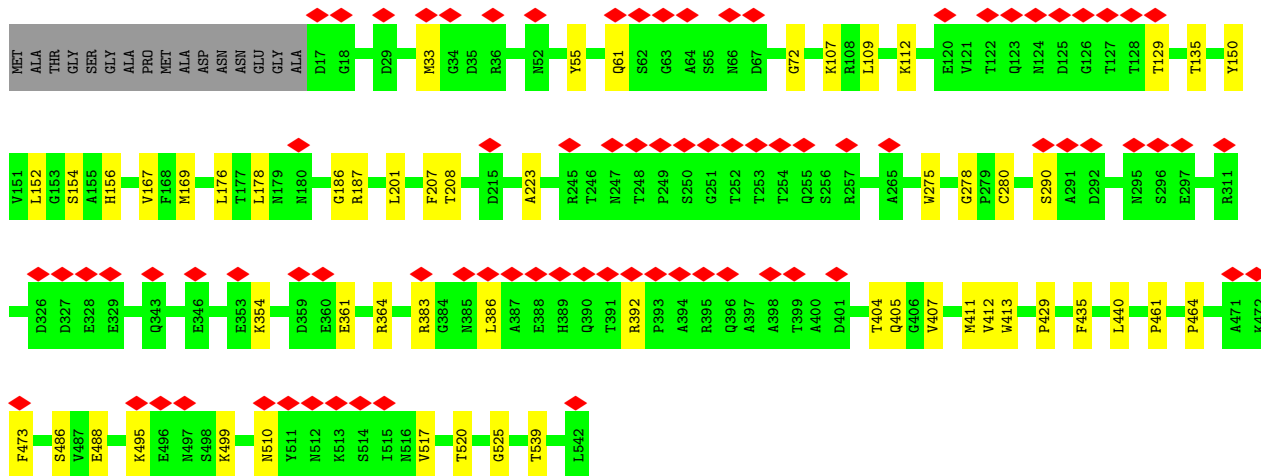 MET ALA THR GLY SER GLY ALA PRO MET ALA ASP ASN ASN GLU GLY ALA D17 G18 D29 M33 G34 D35 R36 N52 Y55 Q61 S62 G63 A64 S65 N66 D67 G72 K107 R108 L109 K112 E120 V121 T122 Q123 N124 D125 G126 T127 T128 T129 T135 Y150
V151 L152 G153 S154 A155 H156 V167 F168 M169 L176 T177 L178 N179 N180 G186 R187 L201 F207 T208 D215 A223 R245 T246 N247 T248 P249 S250 G251 T252 T253 T254 Q255 S256 R257 A265 W275 G278 P279 C280 S290 A291 D292 N295 S296 E297 R311
D326 D327 E328 E329 Q343 E346 E353 K354 D359 E360 E361 R364 R383 G384 N385 L386 A387 E388 H389 Q390 T391 R392 P393 A394 R395 Q396 A397 A398 T399 A400 D401 T404 Q405 G406 V407 M411 V412 W413 P429 F435 L440 P461 P464 A471 K472
F473 S486 V487 E488 K495 E496 N497 S498 K499 N510 Y511 N512 K513 S514 I515 N516 V517 T520 G525 T539 L542